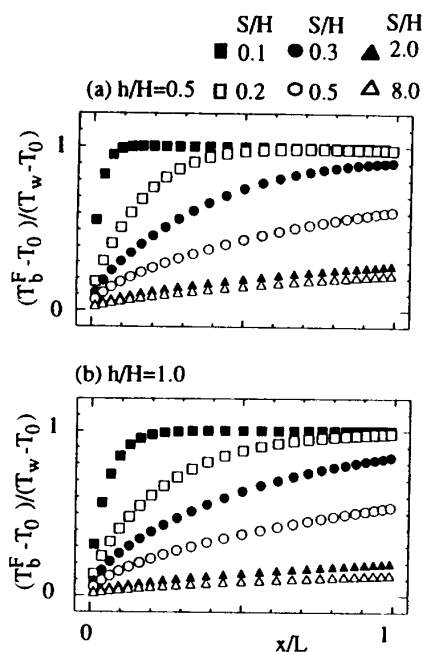 S/H S/H S/H
■ 0.1 ● 0.3 ▲ 2.0
□ 0.2 ○ 0.5 △ 8.0
(a) h/H=0.5
1
(T_b^F - T_0)/(T_w - T_0)
0
(b) h/H=1.0
1
(T_b^F - T_0)/(T_w - T_0)
0
0 x/L 1